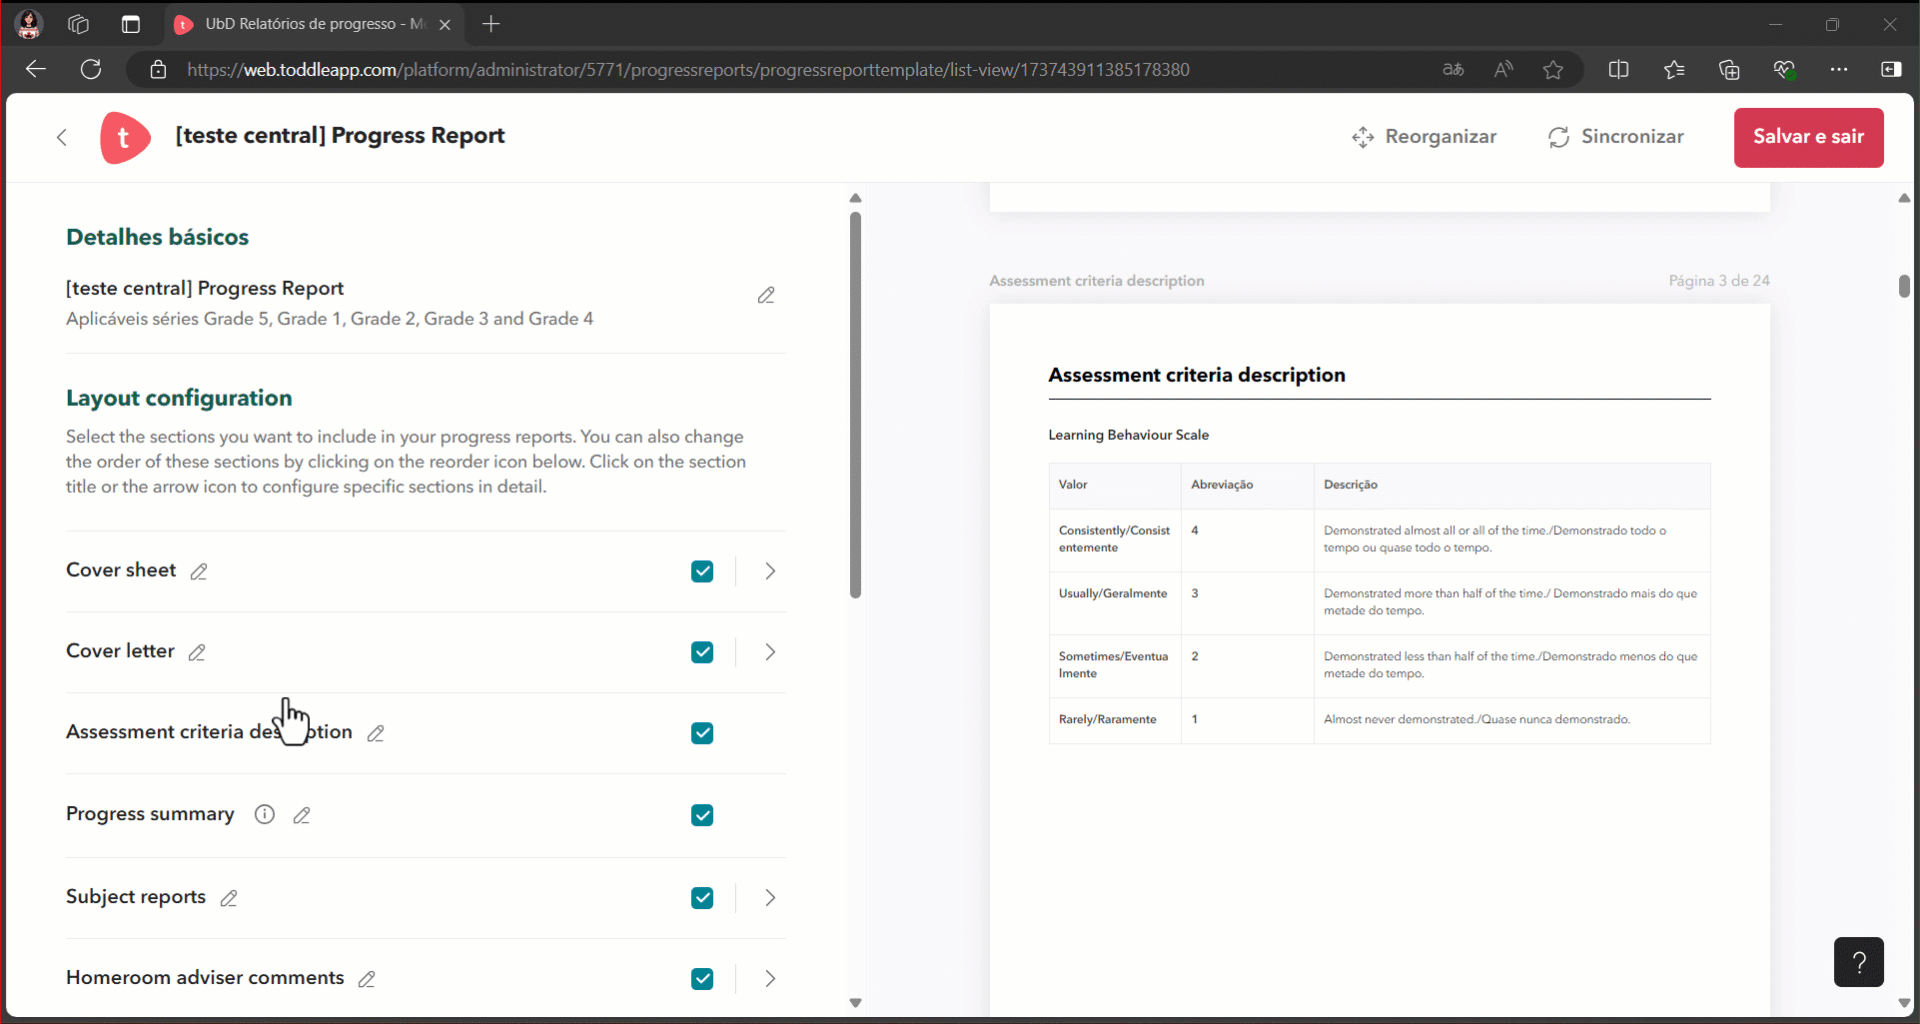 UbD Relatórios de progresso - M
https://web.toddleapp.com/platform/administrator/5771/progressreports/progressreporttemplate/list-view/173743911385178380
aあ
t
[teste central] Progress Report
Reorganizar
Sincronizar
Salvar e sair
Detalhes básicos
[teste central] Progress Report
Aplicáveis séries Grade 5, Grade 1, Grade 2, Grade 3 and Grade 4
Layout configuration
Select the sections you want to include in your progress reports. You can also change
the order of these sections by clicking on the reorder icon below. Click on the section
title or the arrow icon to configure specific sections in detail.
Cover sheet
Cover letter
Assessment criteria
Progress summary
Subject reports
Homeroom adviser comments
Assessment criteria description
Página 3 de 24
Assessment criteria description
Learning Behaviour Scale
Valor Abreviação Descrição
Consistently/Consist 4 Demonstrated almost all or all of the time./Demonstrado todo o
entemente tempo ou quase todo o tempo.
Usually/Geralmente 3 Demonstrated more than half of the time./ Demonstrado mais do que
metade do tempo.
Sometimes/Eventua 2 Demonstrated less than half of the time./Demonstrado menos do que
lmente metade do tempo.
Rarely/Raramente 1 Almost never demonstrated./Quase nunca demonstrado.
?